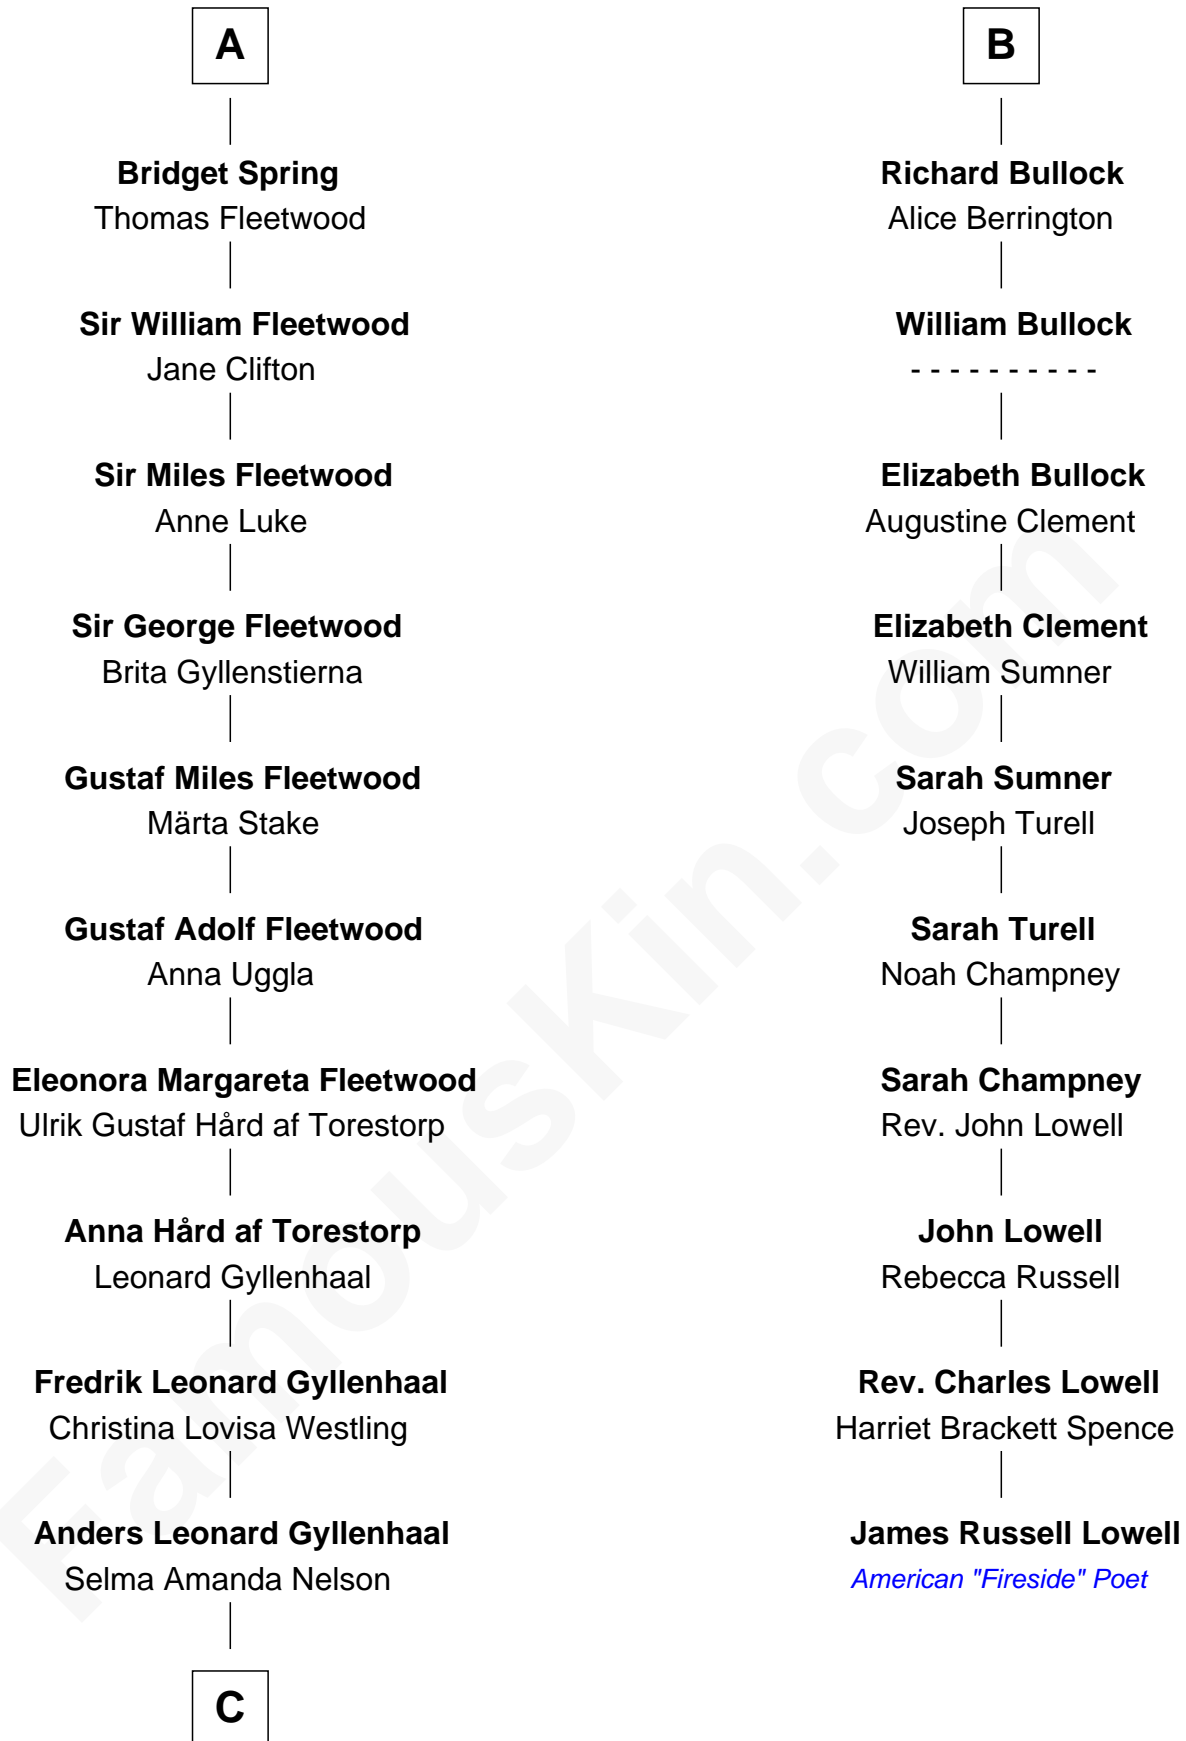 A
Bridget Spring
Thomas Fleetwood
Sir William Fleetwood
Jane Clifton
Sir Miles Fleetwood
Anne Luke
Sir George Fleetwood
Brita Gyllenstierna
Gustaf Miles Fleetwood
Märta Stake
Gustaf Adolf Fleetwood
Anna Uggla
Eleonora Margareta Fleetwood
Ulrik Gustaf Hård af Torestorp
Anna Hård af Torestorp
Leonard Gyllenhaal
Fredrik Leonard Gyllenhaal
Christina Lovisa Westling
Anders Leonard Gyllenhaal
Selma Amanda Nelson
C
B
Richard Bullock
Alice Berrington
William Bullock
- - - - - - - - - -
Elizabeth Bullock
Augustine Clement
Elizabeth Clement
William Sumner
Sarah Sumner
Joseph Turell
Sarah Turell
Noah Champney
Sarah Champney
Rev. John Lowell
John Lowell
Rebecca Russell
Rev. Charles Lowell
Harriet Brackett Spence
James Russell Lowell
American "Fireside" Poet
FamousKin.com